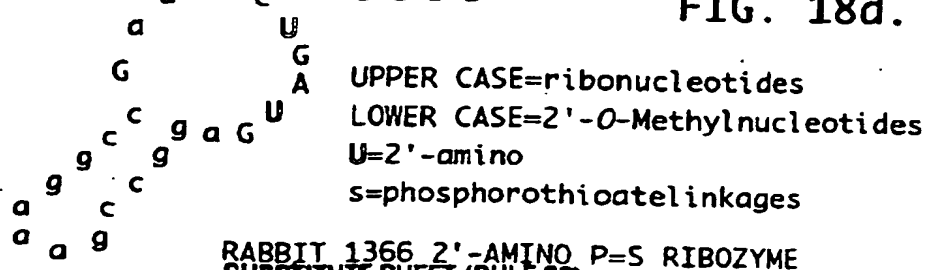 FIG. 18d.
a
U
G
G
A
UPPER CASE=ribonucleotides
c
g a G U
LOWER CASE=2'-O-Methylnucleotides
g c
g
U=2'-amino
g
c
s=phosphorothioatelinkages
a
c
a a g
RABBIT 1366 2'-AMINO P=S RIBOZYME